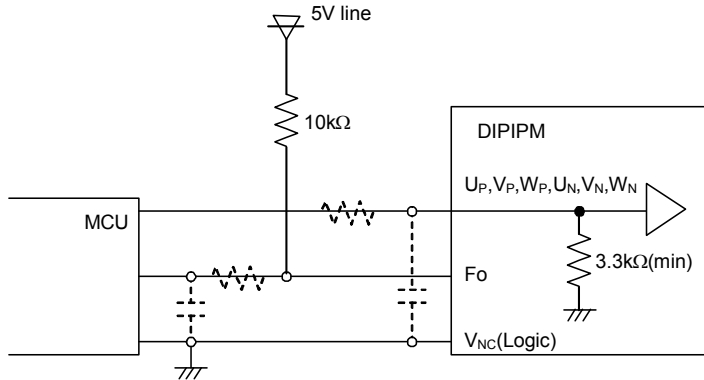 5V line
10kΩ
DIPIPM
MCU
UP,VP,WP,UN,VN,WN
3.3kΩ(min)
Fo
VNC(Logic)